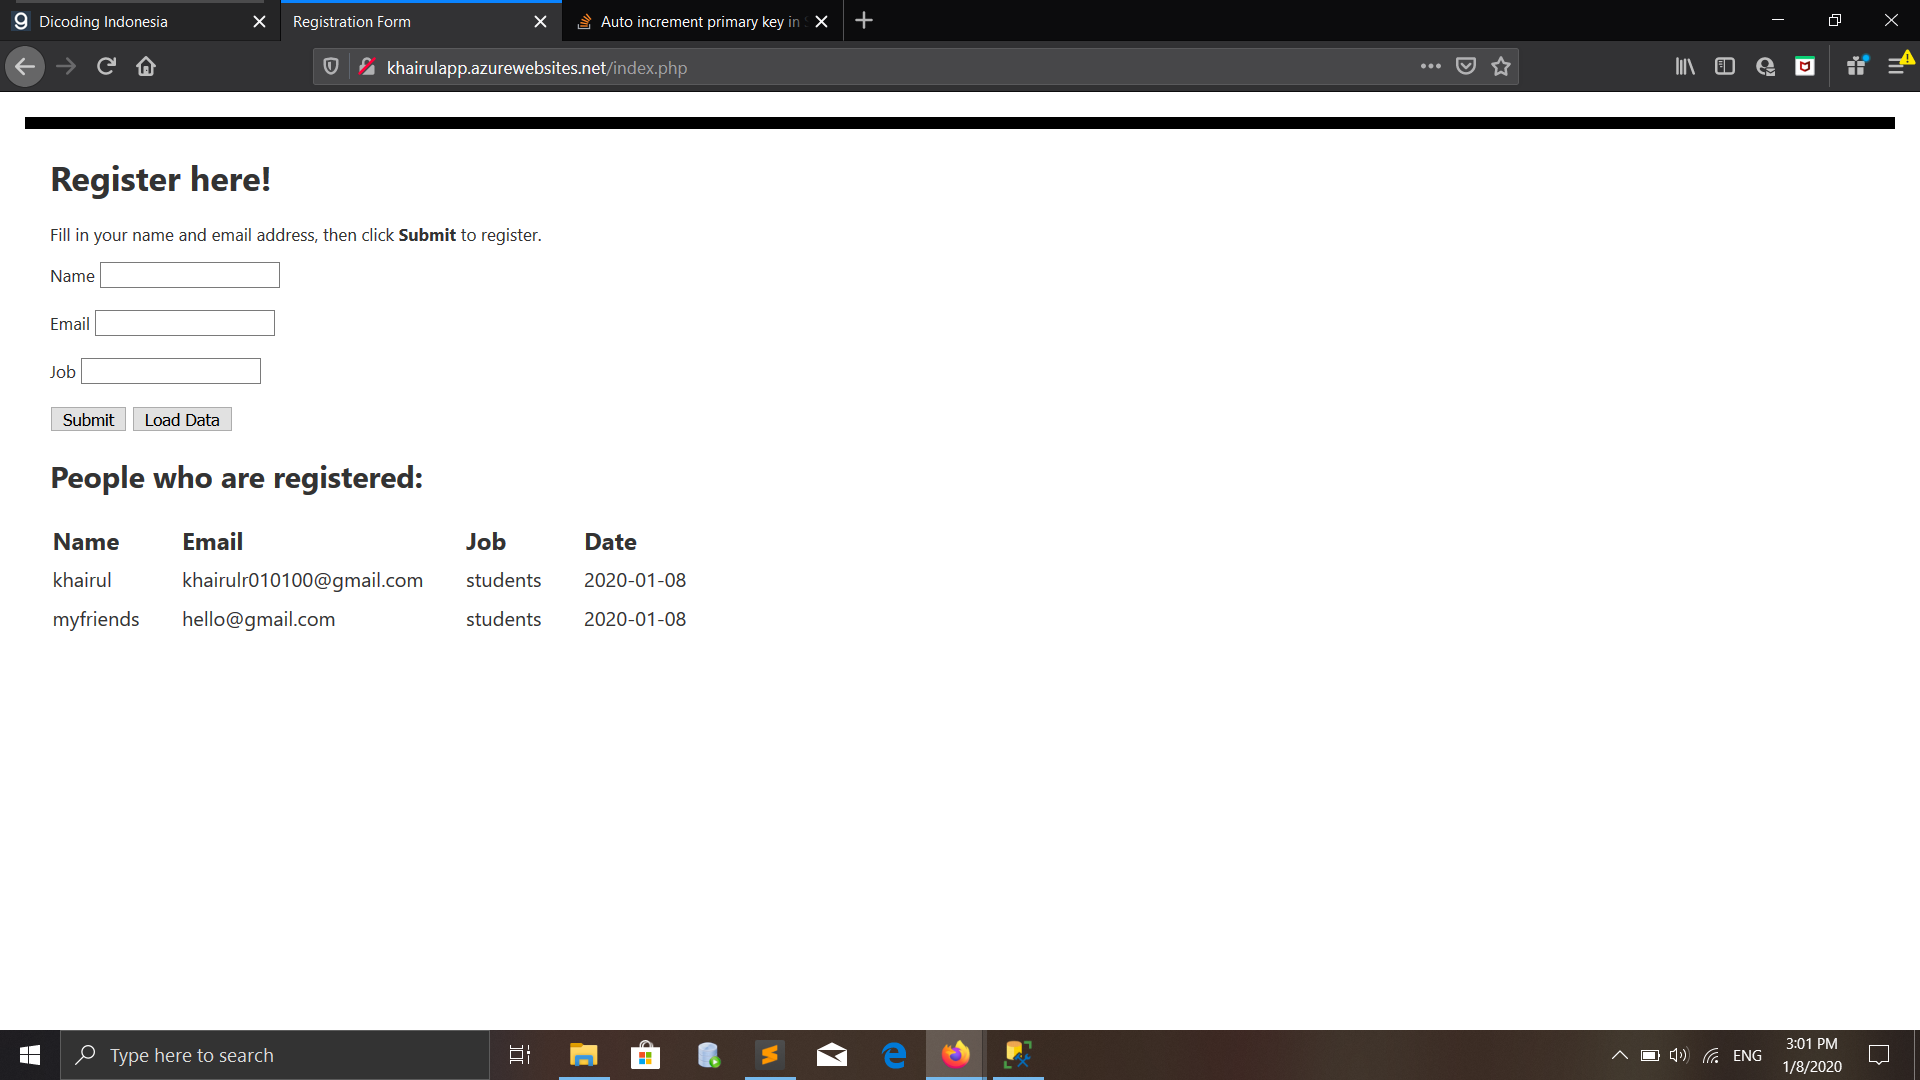 Dicoding Indonesia
Registration Form
Auto increment primary key in
khairulapp.azurewebsites.net/index.php
Register here!
Fill in your name and email address, then click Submit to register.
Name
Email
Job
Submit Load Data
People who are registered:
Name Email Job Date
khairul khairulr010100@gmail.com students 2020-01-08
myfriends hello@gmail.com students 2020-01-08
Type here to search
ENG
3:01 PM
1/8/2020